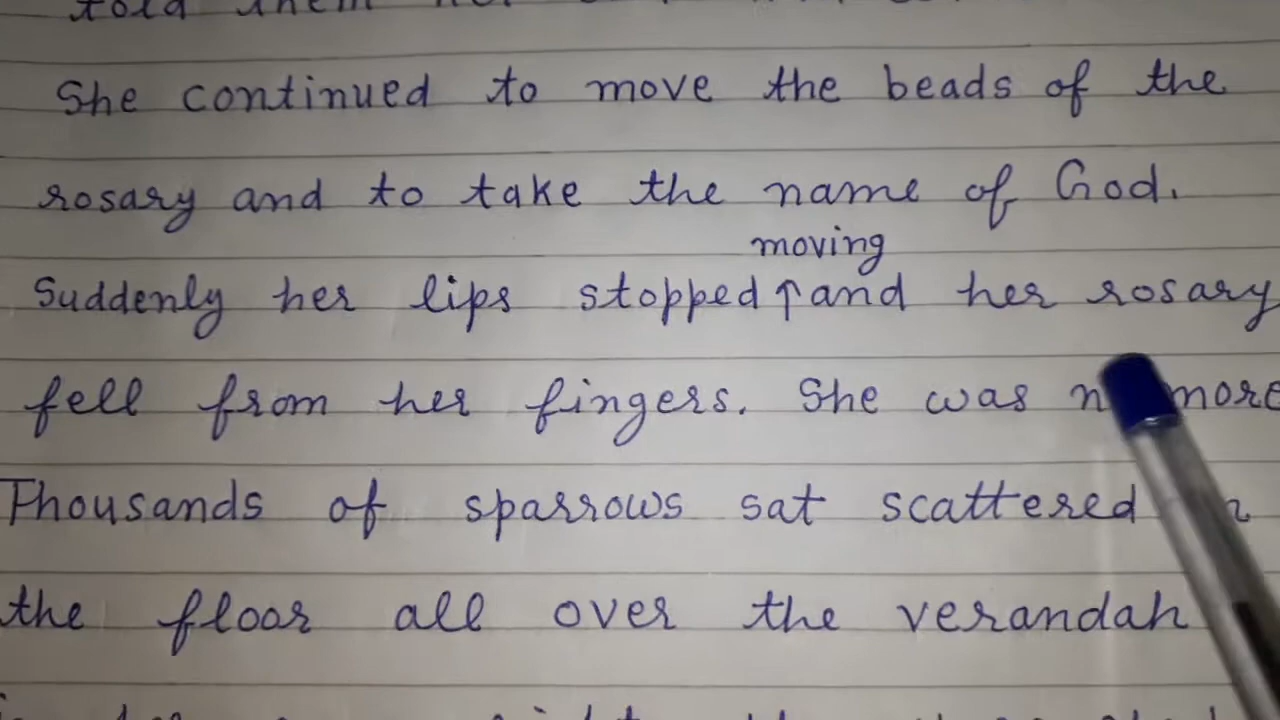 told them
She continued to move the beads of the
rosary and to take the name of God.
moving
Suddenly her lips stopped ↑ and her rosary
fell from her fingers. She was more
Thousands of sparrows sat scattered
the floor all over the verandah